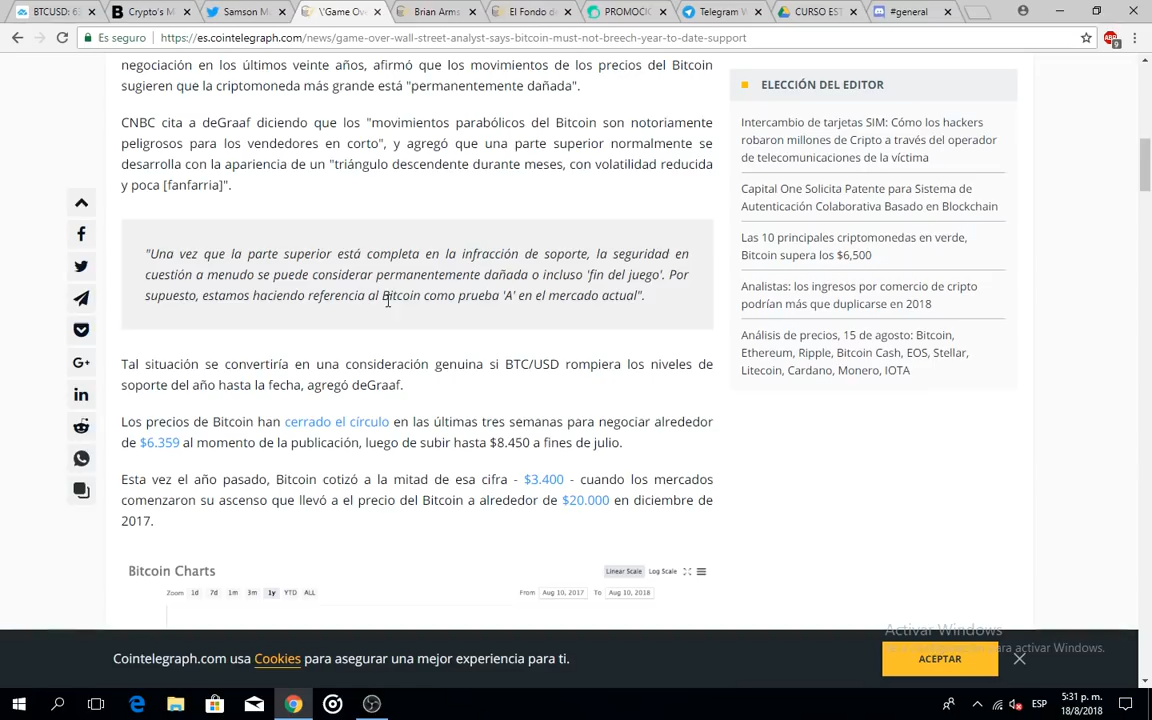 BTCUSD: 63
Crypto's M
Samson M
\'Game Ove
Brian Arms
El Fondo de
PROMOCIO
Telegram W
CURSO EST
#general
Es seguro | https://es.cointelegraph.com/news/game-over-wall-street-analyst-says-bitcoin-must-not-breech-year-to-date-support
9
negociación en los últimos veinte años, afirmó que los movimientos de los precios del Bitcoin
sugieren que la criptomoneda más grande está "permanentemente dañada".
CNBC cita a deGraaf diciendo que los "movimientos parabólicos del Bitcoin son notoriamente
peligrosos para los vendedores en corto", y agregó que una parte superior normalmente se
desarrolla con la apariencia de un "triángulo descendente durante meses, con volatilidad reducida
y poca [fanfarria]".
"Una vez que la parte superior está completa en la infracción de soporte, la seguridad en
cuestión a menudo se puede considerar permanentemente dañada o incluso 'fin del juego'. Por
supuesto, estamos haciendo referencia al Bitcoin como prueba 'A' en el mercado actual".
Tal situación se convertiría en una consideración genuina si BTC/USD rompiera los niveles de
soporte del año hasta la fecha, agregó deGraaf.
Los precios de Bitcoin han cerrado el círculo en las últimas tres semanas para negociar alrededor
de $6.359 al momento de la publicación, luego de subir hasta $8.450 a fines de julio.
Esta vez el año pasado, Bitcoin cotizó a la mitad de esa cifra - $3.400 - cuando los mercados
comenzaron su ascenso que llevó a el precio del Bitcoin a alrededor de $20.000 en diciembre de
2017.
Bitcoin Charts
Linear Scale Log Scale
Zoom 1d 7d 1m 3m 1y YTD ALL
From Aug 10, 2017 To Aug 10, 2018
ELECCIÓN DEL EDITOR
Intercambio de tarjetas SIM: Cómo los hackers
robaron millones de Cripto a través del operador
de telecomunicaciones de la víctima
Capital One Solicita Patente para Sistema de
Autenticación Colaborativa Basado en Blockchain
Las 10 principales criptomonedas en verde,
Bitcoin supera los $6,500
Analistas: los ingresos por comercio de cripto
podrían más que duplicarse en 2018
Análisis de precios, 15 de agosto: Bitcoin,
Ethereum, Ripple, Bitcoin Cash, EOS, Stellar,
Litecoin, Cardano, Monero, IOTA
Activar Windows
para activar Windows.
Cointelegraph.com usa Cookies para asegurar una mejor experiencia para ti.
ACEPTAR
ESP
5:31 p. m.
18/8/2018